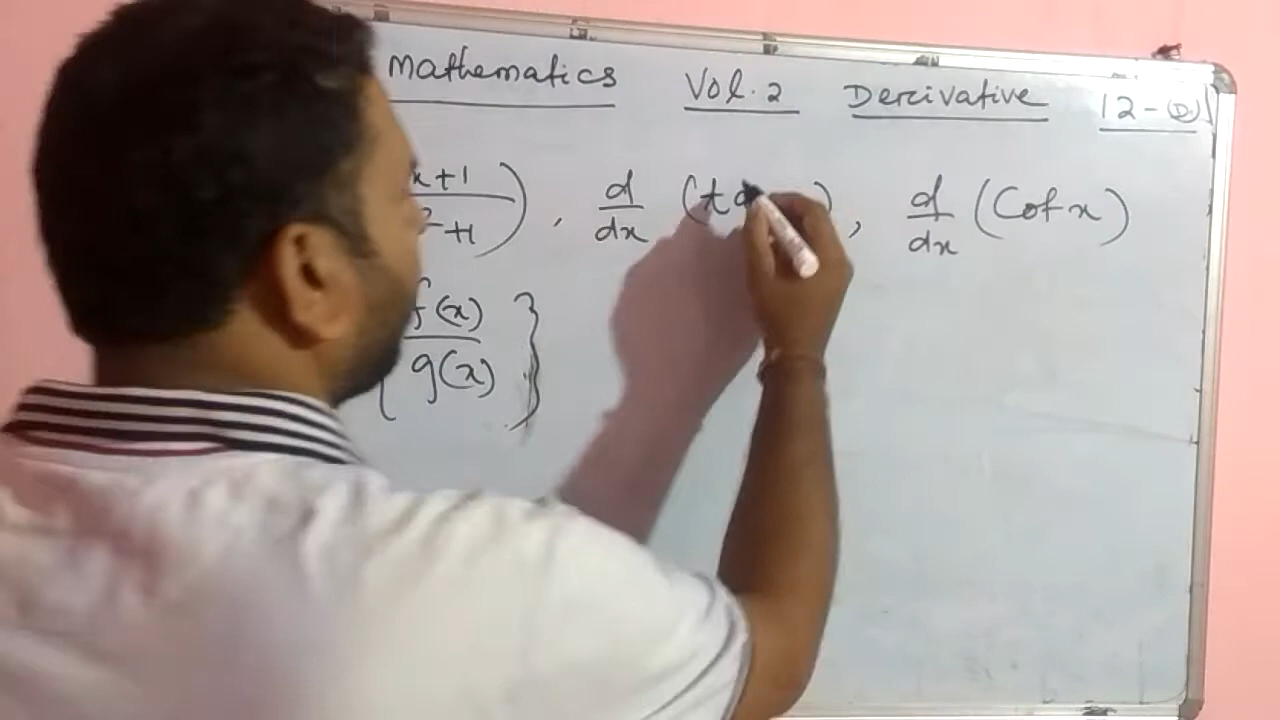 Mathematics Vol. 2 Derivative 12-(D)
x+1 / 2+1 ) , d/dx (ta ) , d/dx (Cot x)
f(x) / g(x) }